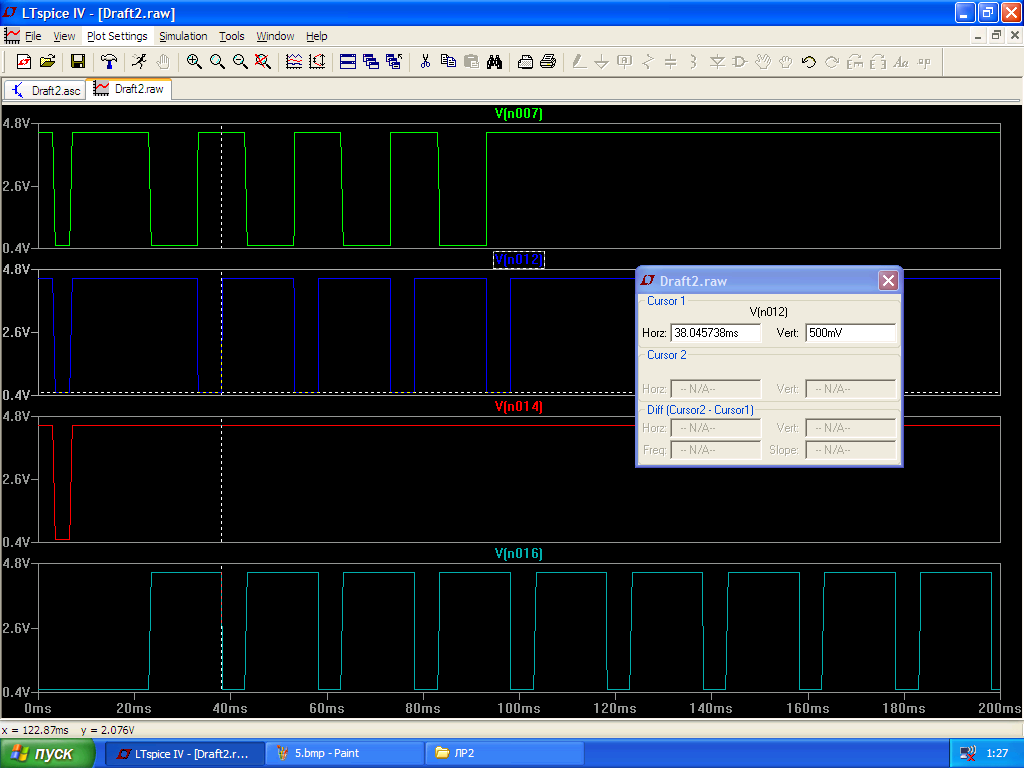 LTspice IV - [Draft2.raw]
File View Plot Settings Simulation Tools Window Help
Draft2.asc Draft2.raw
V(n007)
4.8V
2.6V
0.4V
V(n012)
4.8V
2.6V
0.4V
Draft2.raw
Cursor 1
V(n012)
Horz: 38.045738ms Vert: 500mV
Cursor 2
Horz: -- N/A-- Vert: -- N/A--
Diff (Cursor2 - Cursor1)
Horz: -- N/A-- Vert: -- N/A--
Freq: -- N/A-- Slope: -- N/A--
V(n014)
4.8V
2.6V
0.4V
V(n016)
4.8V
2.6V
0.4V
0ms 20ms 40ms 60ms 80ms 100ms 120ms 140ms 160ms 180ms 200ms
x = 122.87ms y = 2.076V
пуск LTspice IV - [Draft2.r... 5.bmp - Paint ЛР2 1:27